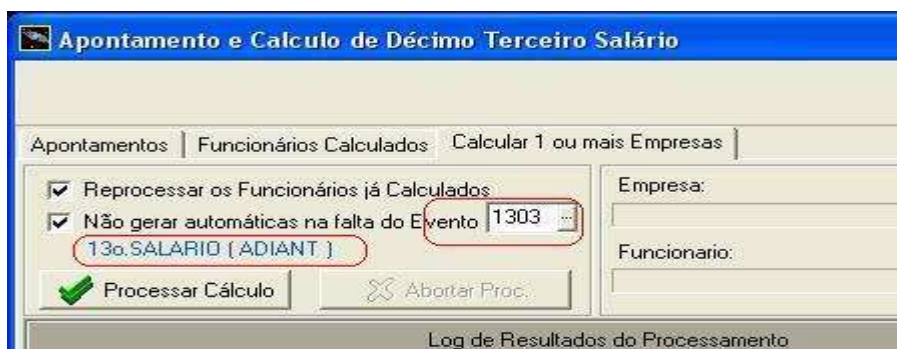 Apontamento e Calculo de Décimo Terceiro Salário
Apontamentos | Funcionários Calculados | Calcular 1 ou mais Empresas
Reprocessar os Funcionários já Calculados
Não gerar automáticas na falta do Evento 1303 ...
13o.SALARIO ( ADIANT )
Processar Cálculo
Abortar Proc.
Empresa:
Funcionario:
Log de Resultados do Processamento